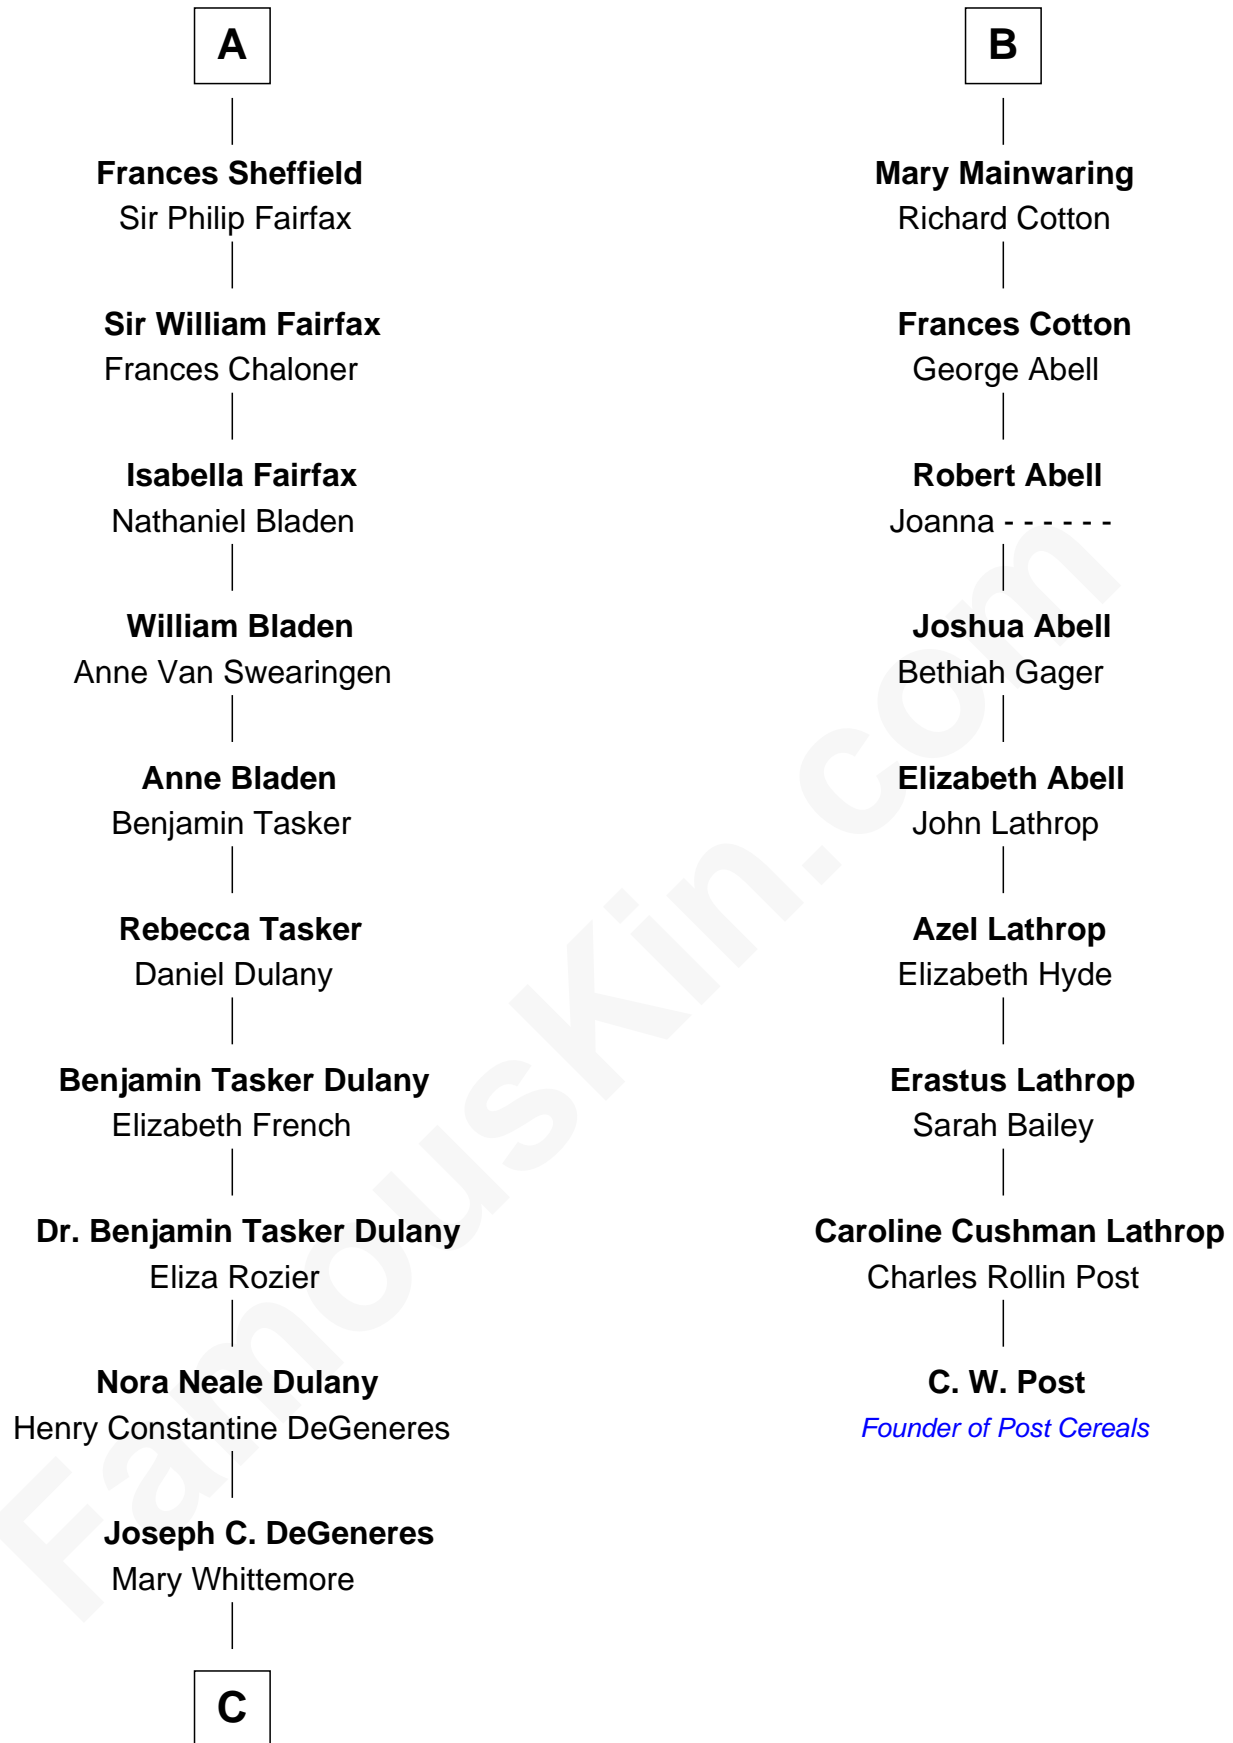 A
Frances Sheffield
Sir Philip Fairfax
Sir William Fairfax
Frances Chaloner
Isabella Fairfax
Nathaniel Bladen
William Bladen
Anne Van Swearingen
Anne Bladen
Benjamin Tasker
Rebecca Tasker
Daniel Dulany
Benjamin Tasker Dulany
Elizabeth French
Dr. Benjamin Tasker Dulany
Eliza Rozier
Nora Neale Dulany
Henry Constantine DeGeneres
Joseph C. DeGeneres
Mary Whittemore
C
B
Mary Mainwaring
Richard Cotton
Frances Cotton
George Abell
Robert Abell
Joanna - - - - - -
Joshua Abell
Bethiah Gager
Elizabeth Abell
John Lathrop
Azel Lathrop
Elizabeth Hyde
Erastus Lathrop
Sarah Bailey
Caroline Cushman Lathrop
Charles Rollin Post
C. W. Post
Founder of Post Cereals
FamousKin.com